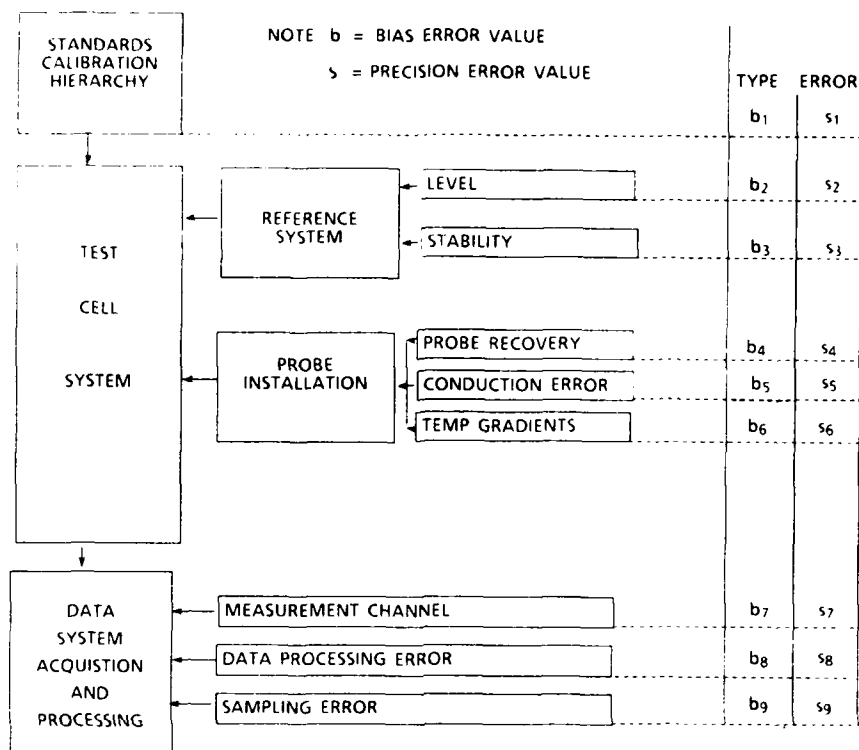 STANDARDS
CALIBRATION
HIERARCHY
NOTE b = BIAS ERROR VALUE
s = PRECISION ERROR VALUE
TYPE ERROR
b1 s1
LEVEL b2 s2
REFERENCE
SYSTEM
STABILITY b3 s3
TEST
CELL
SYSTEM
PROBE
INSTALLATION
PROBE RECOVERY b4 s4
CONDUCTION ERROR b5 s5
TEMP GRADIENTS b6 s6
DATA
SYSTEM
ACQUISTION
AND
PROCESSING
MEASUREMENT CHANNEL b7 s7
DATA PROCESSING ERROR b8 s8
SAMPLING ERROR b9 s9